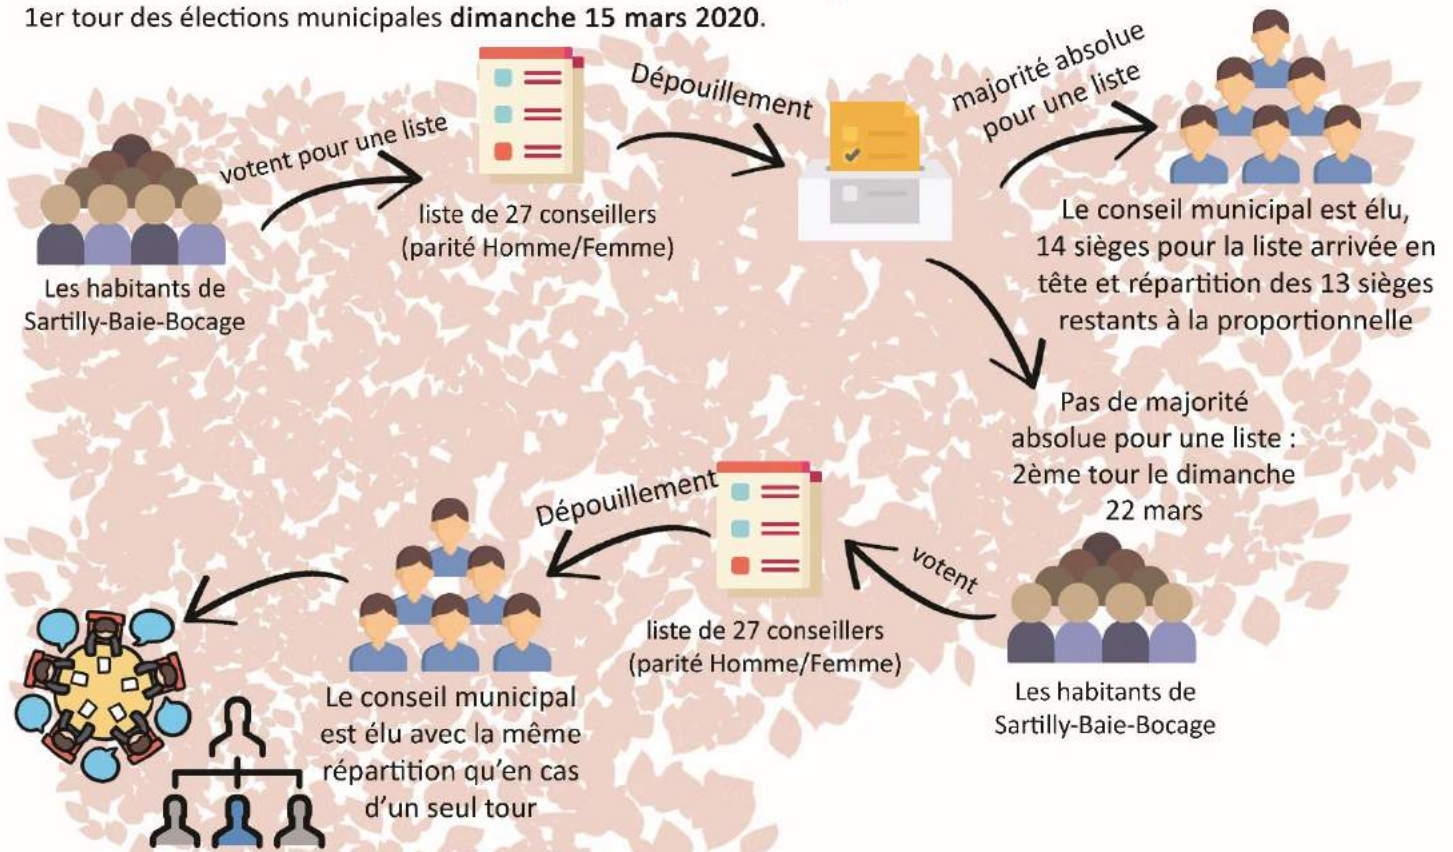 1er tour des élections municipales dimanche 15 mars 2020.
votent pour une liste
Dépouillement
majorité absolue
pour une liste
Les habitants de
Sartilly-Baie-Bocage
liste de 27 conseillers
(parité Homme/Femme)
Le conseil municipal est élu,
14 sièges pour la liste arrivée en
tête et répartition des 13 sièges
restants à la proportionnelle
Pas de majorité
absolue pour une liste :
2ème tour le dimanche
22 mars
Les habitants de
Sartilly-Baie-Bocage
votent
liste de 27 conseillers
(parité Homme/Femme)
Dépouillement
Le conseil municipal
est élu avec la même
répartition qu'en cas
d'un seul tour